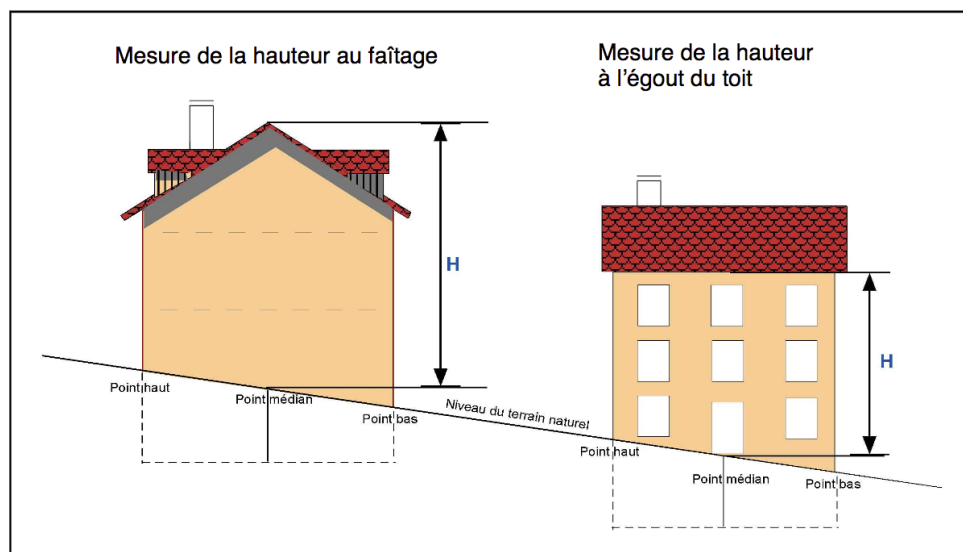 Mesure de la hauteur au faîtage
Mesure de la hauteur
à l'égout du toit
H
H
Point haut
Point médian
Point bas
Niveau du terrain naturel
Point haut
Point médian
Point bas